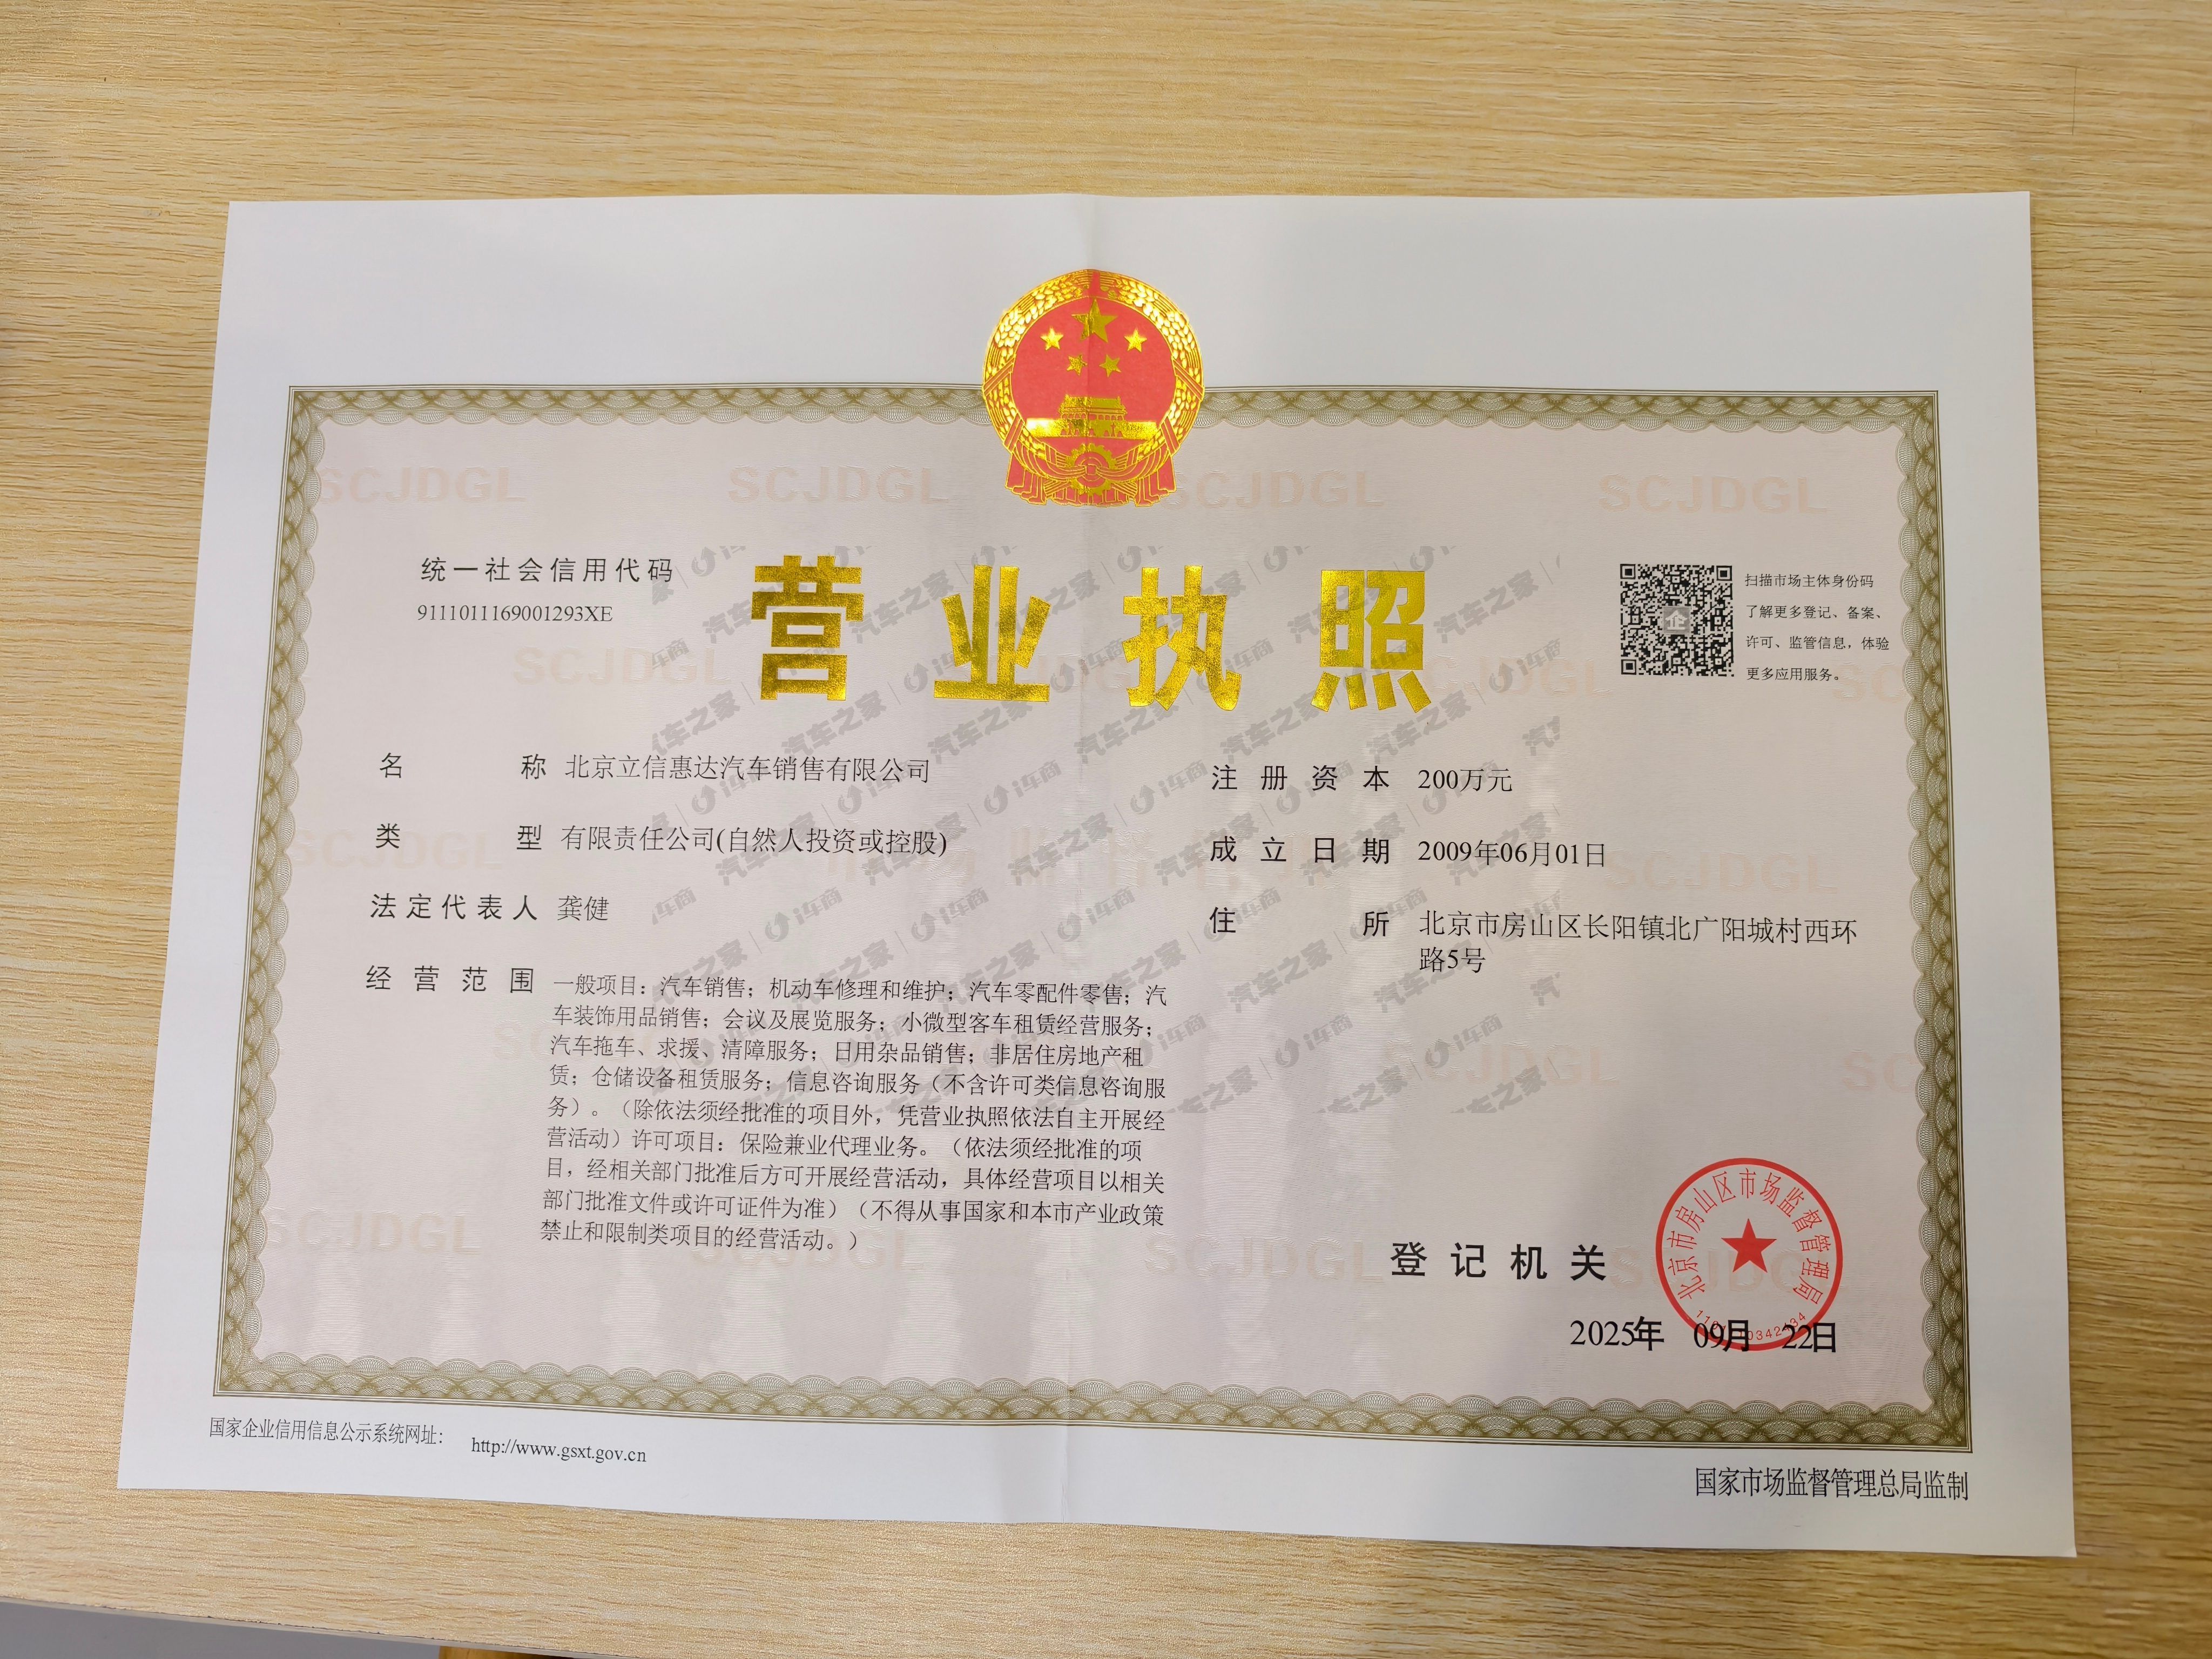 统一社会信用代码
9111011169001293XE
营业执照
扫描市场主体身份码
了解更多登记、备案、
许可、监管信息，体验
更多应用服务。
名称 北京立信惠达汽车销售有限公司
类型 有限责任公司(自然人投资或控股)
法定代表人 龚健
经营范围 一般项目：汽车销售；机动车修理和维护；汽车零配件零售；汽
车装饰用品销售；会议及展览服务；小微型客车租赁经营服务；
汽车拖车、求援、清障服务；日用杂品销售；非居住房地产租
赁；仓储设备租赁服务；信息咨询服务（不含许可类信息咨询服
务）。（除依法须经批准的项目外，凭营业执照依法自主开展经
营活动）许可项目：保险兼业代理业务。（依法须经批准的项
目，经相关部门批准后方可开展经营活动，具体经营项目以相关
部门批准文件或许可证件为准）（不得从事国家和本市产业政策
禁止和限制类项目的经营活动。）
注册资本 200万元
成立日期 2009年06月01日
住所 北京市房山区长阳镇北广阳城村西环
路5号
登记机关
北京市房山区市场监督管理局
2025年 09月 22日
国家企业信用信息公示系统网址： http://www.gsxt.gov.cn
国家市场监督管理总局监制
SCJDGL
汽车之家 i车商